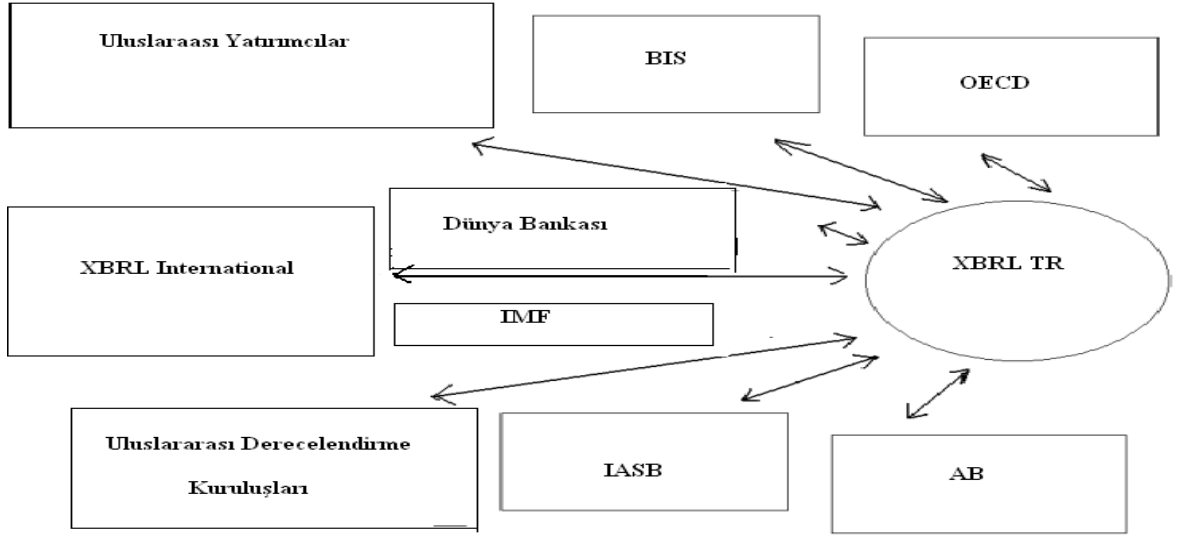 Uluslaraası Yatırımcılar
BIS
OECD
Dünya Bankası
XBRL International
XBRL TR
IMF
Uluslararası Derecelendirme
Kuruluşları
IASB
AB